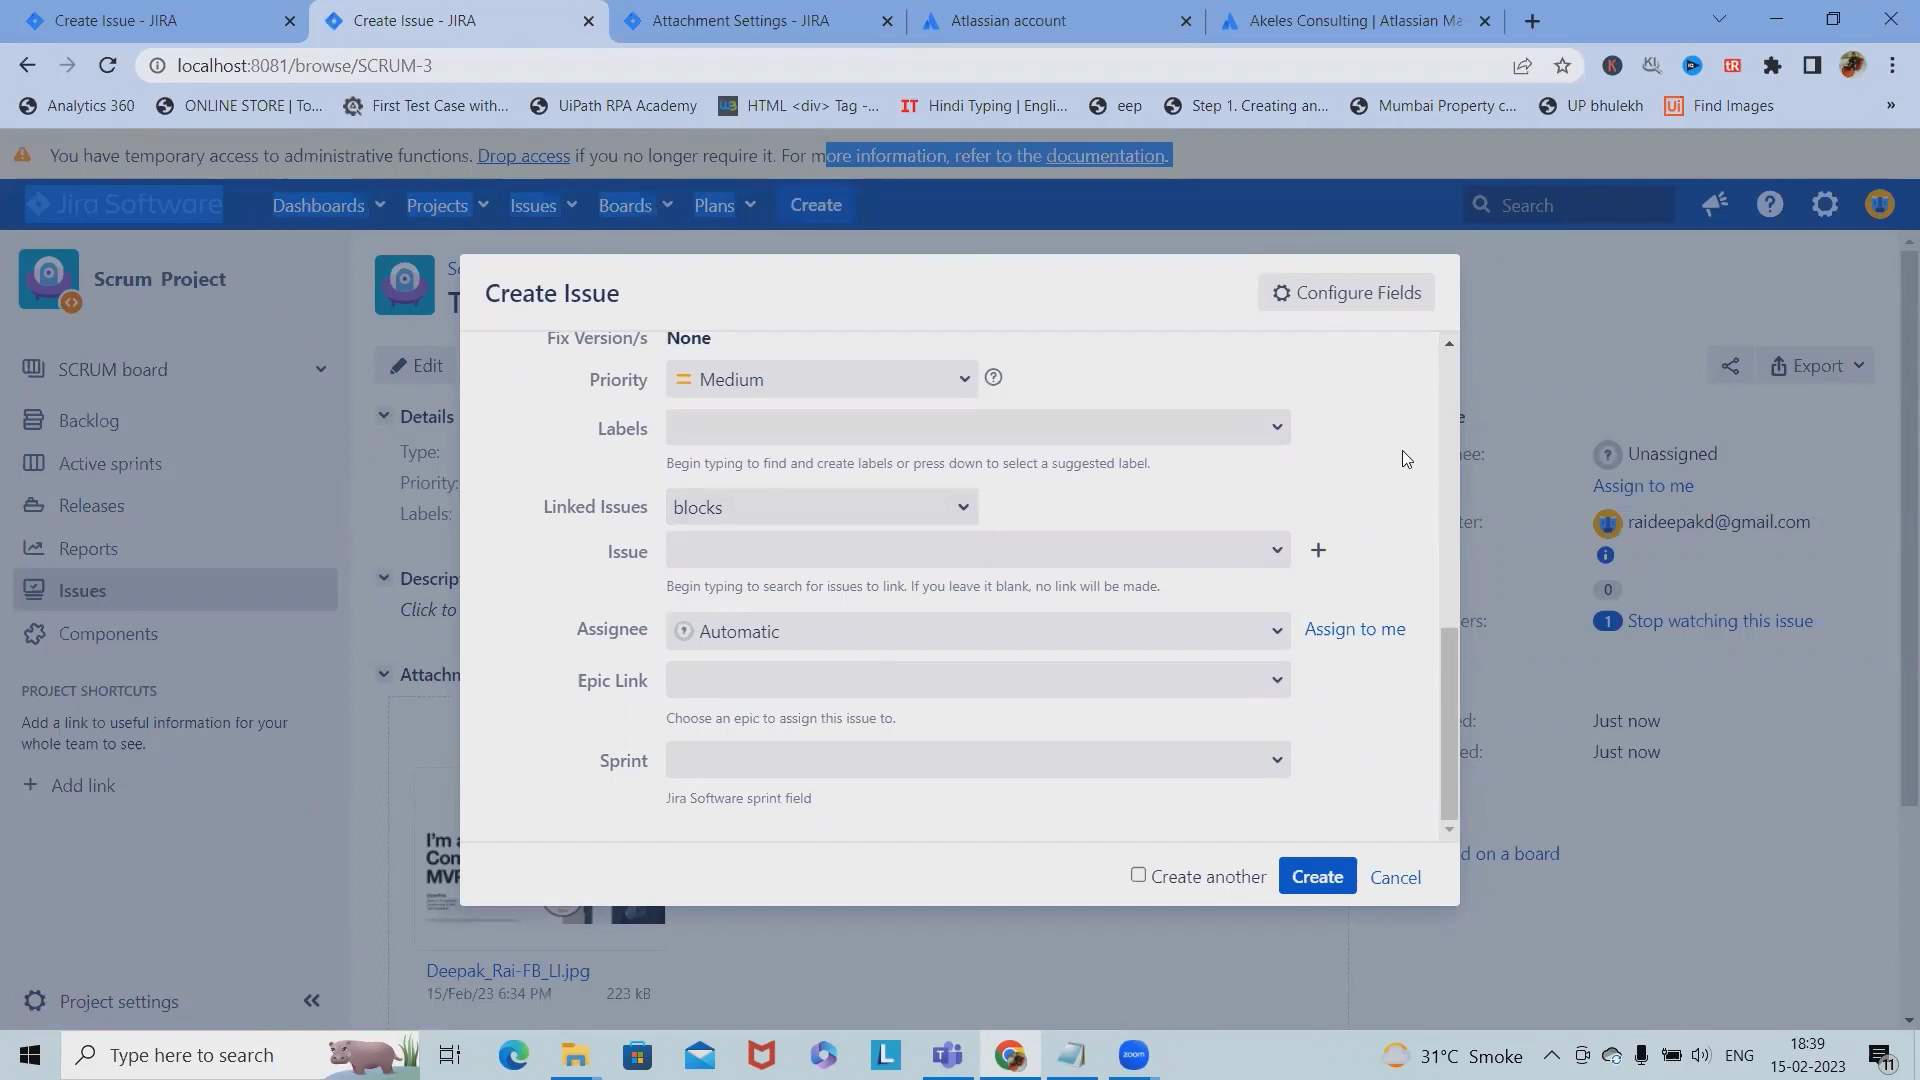 Create Issue - JIRA
Create Issue - JIRA
Attachment Settings - JIRA
Atlassian account
Akeles Consulting | Atlassian Ma
localhost:8081/browse/SCRUM-3
Analytics 360
ONLINE STORE | To...
First Test Case with...
UiPath RPA Academy
HTML <div> Tag -...
IT Hindi Typing | Engli...
eep
Step 1. Creating an...
Mumbai Property c...
UP bhulekh
Find Images
»
You have temporary access to administrative functions. Drop access if you no longer require it. For more information, refer to the documentation.
Jira Software
Dashboards
Projects
Issues
Boards
Plans
Create
Search
Scrum Project
SCRUM board
Backlog
Active sprints
Releases
Reports
Issues
Components
PROJECT SHORTCUTS
Add a link to useful information for your
whole team to see.
+ Add link
Project settings
Edit
Details
Type:
Priority:
Labels:
Descrip
Click to
Attachm
I'm a
Con
MVP
Deepak_Rai-FB_LI.jpg
15/Feb/23 6:34 PM 223 kB
Create Issue
Configure Fields
Fix Version/s None
Priority Medium
Labels
Begin typing to find and create labels or press down to select a suggested label.
Linked Issues blocks
Issue
Begin typing to search for issues to link. If you leave it blank, no link will be made.
Assignee Automatic Assign to me
Epic Link
Choose an epic to assign this issue to.
Sprint
Jira Software sprint field
Create another Create Cancel
Export
Unassigned
Assign to me
raideepakd@gmail.com
0
1 Stop watching this issue
Just now
Just now
d on a board
Type here to search
zoom
31°C Smoke
ENG
18:39
15-02-2023
11